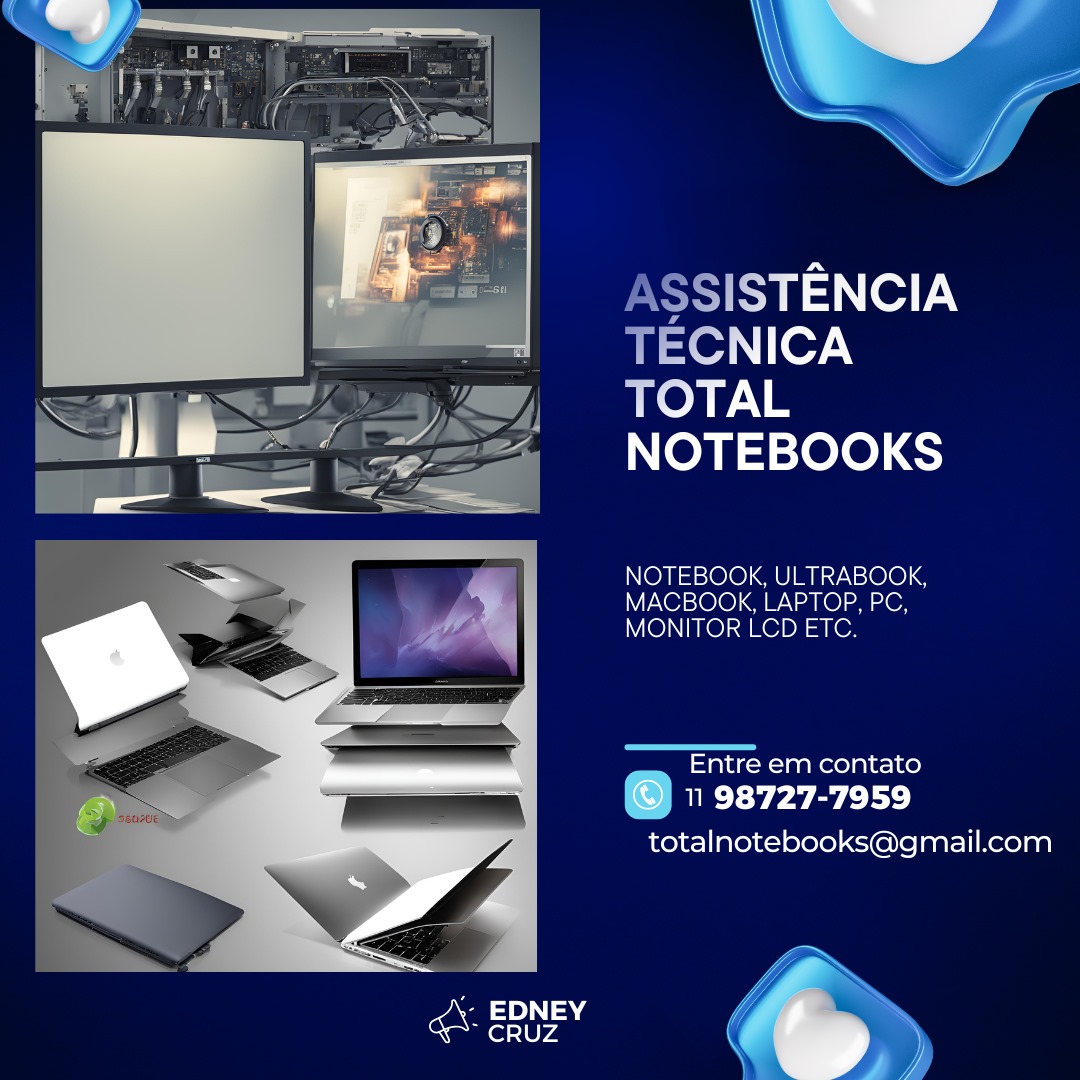 ASSISTÊNCIA
TÉCNICA
TOTAL
NOTEBOOKS
NOTEBOOK, ULTRABOOK,
MACBOOK, LAPTOP, PC,
MONITOR LCD ETC.
Entre em contato
11 98727-7959
totalnotebooks@gmail.com
EDNEY
CRUZ